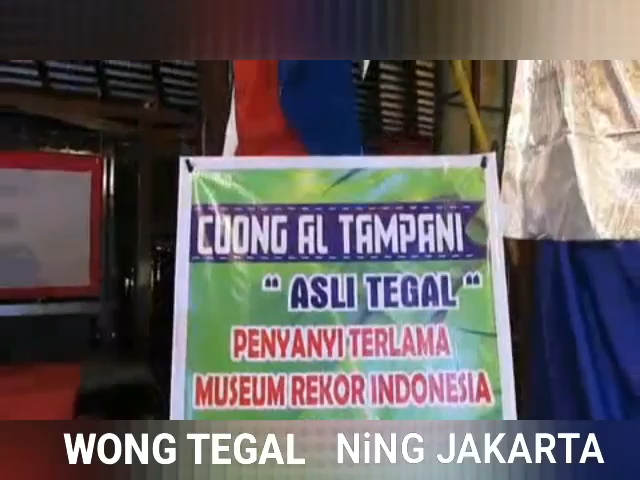 CUONG AL TAMPANI
" ASLI TEGAL "
PENYANYI TERLAMA
MUSEUM REKOR INDONESIA
WONG TEGAL NiNG JAKARTA